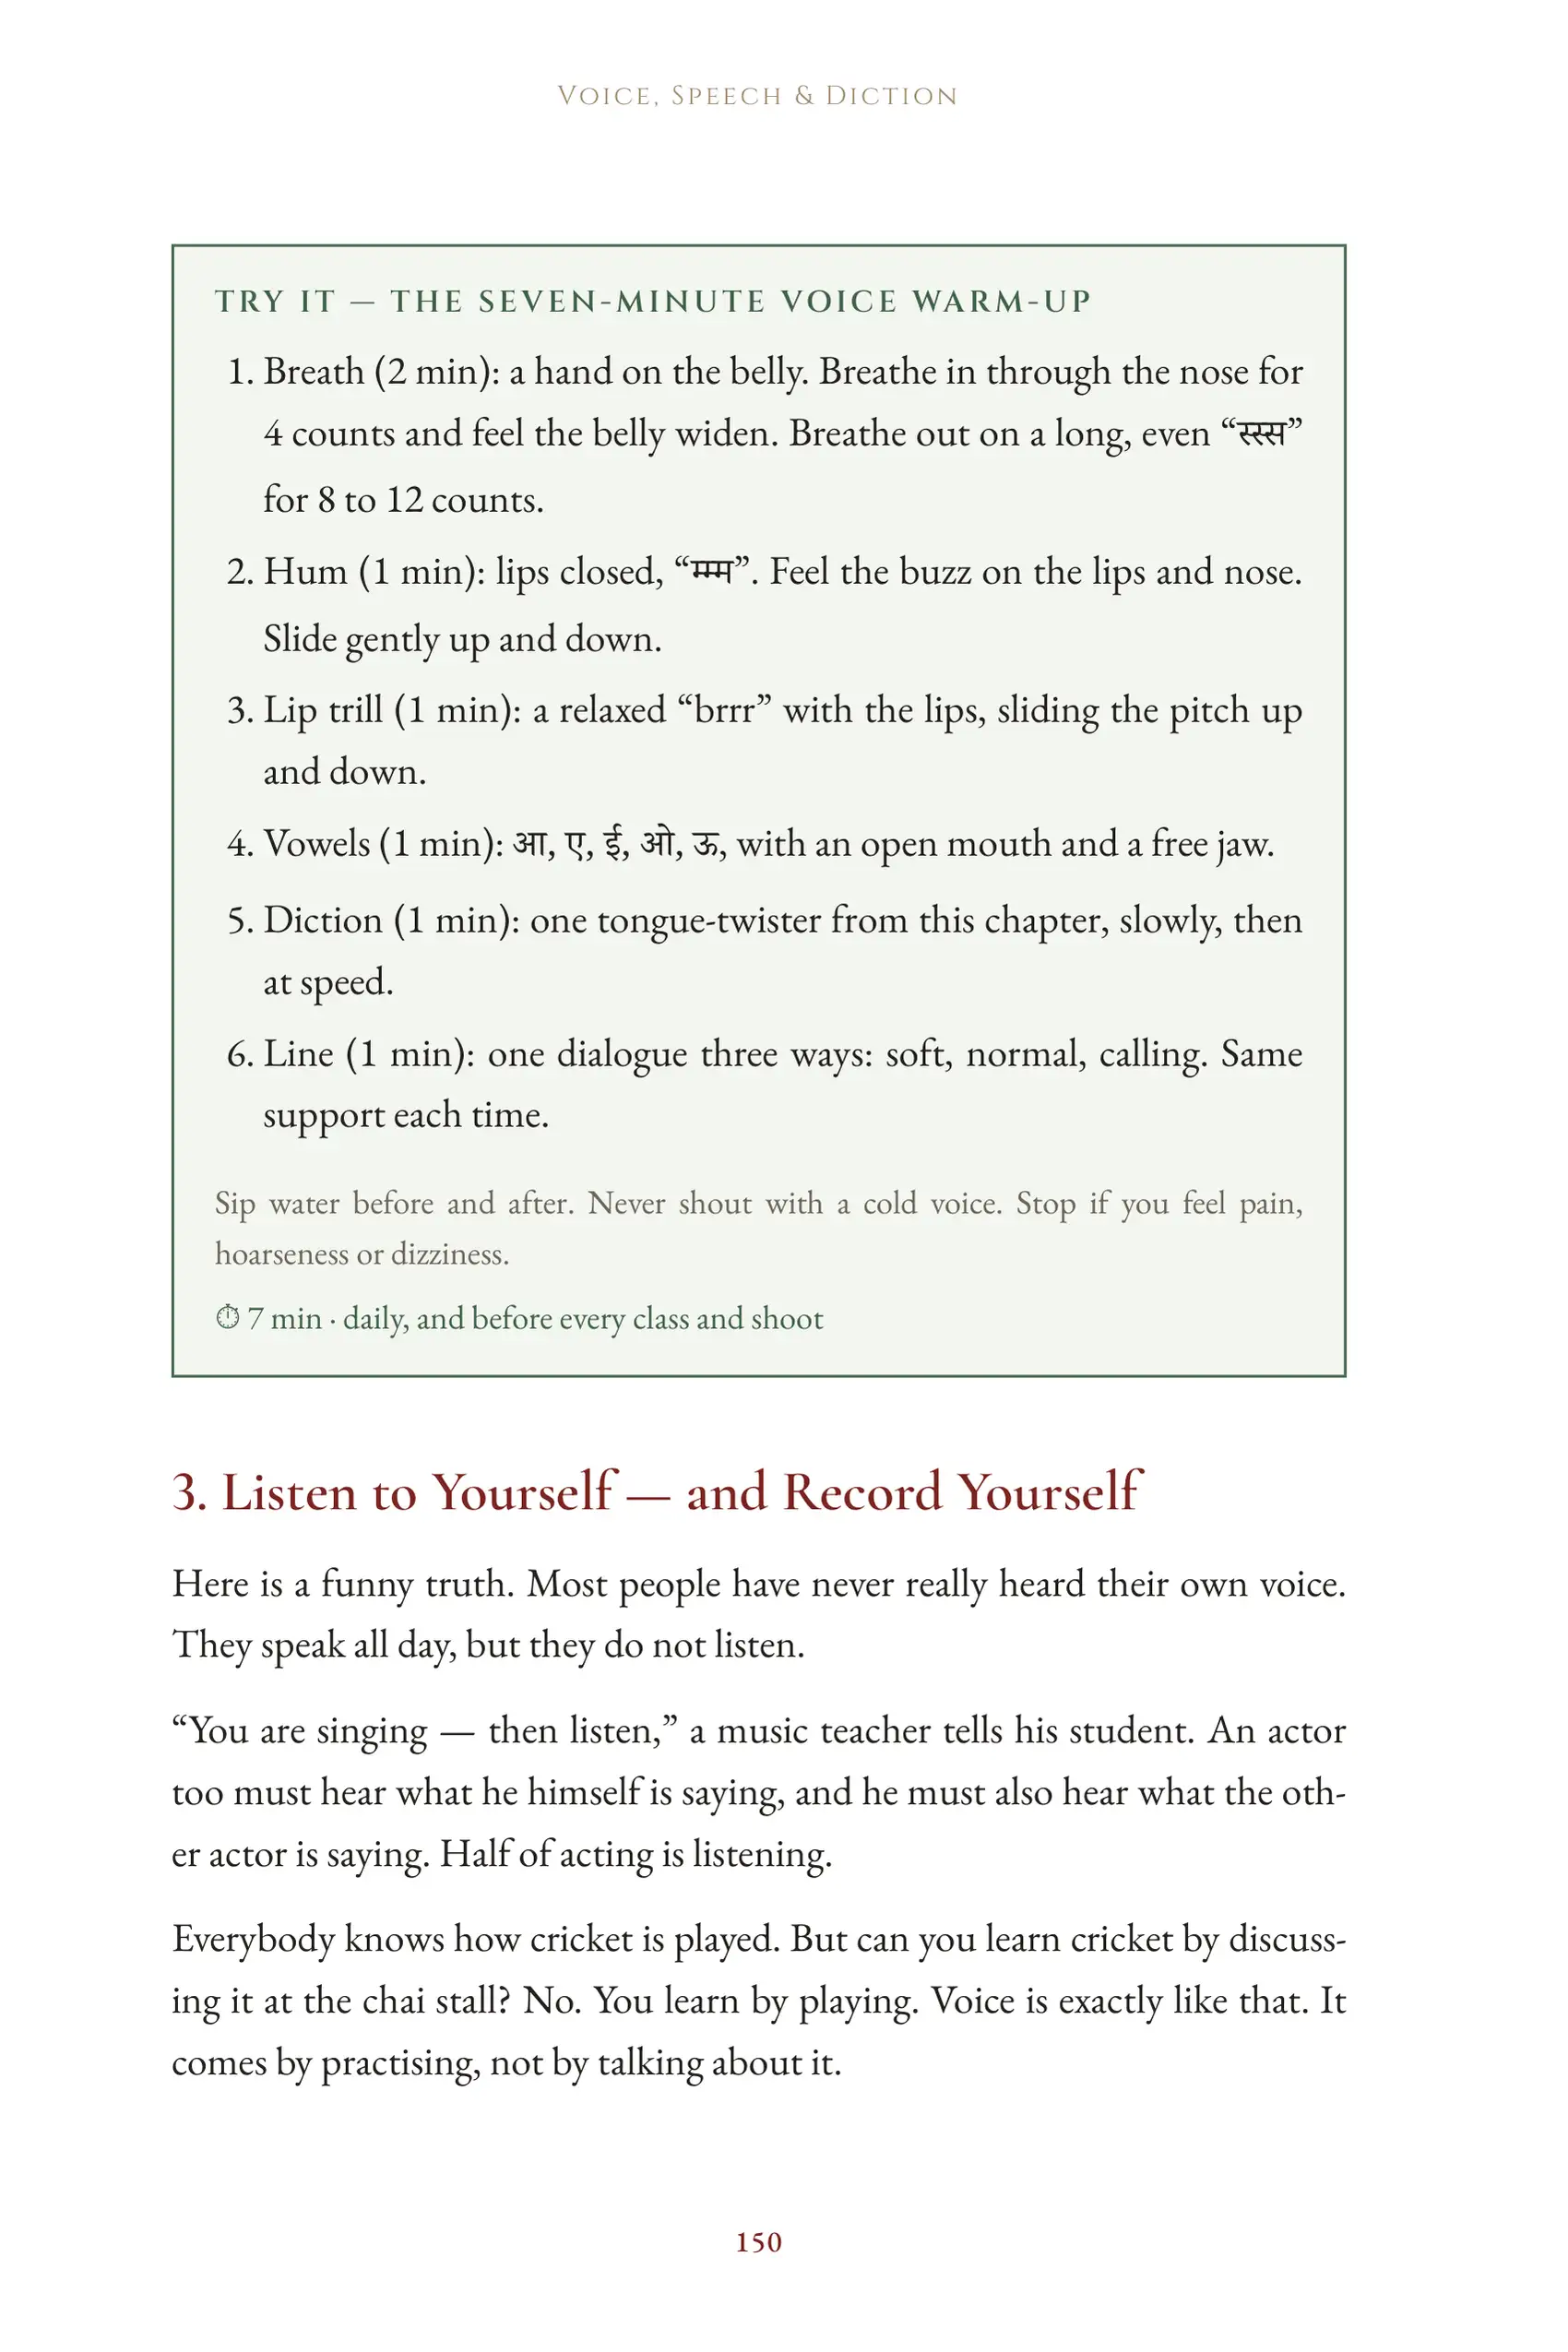 VOICE, SPEECH & DICTION
TRY IT — THE SEVEN-MINUTE VOICE WARM-UP
1. Breath (2 min): a hand on the belly. Breathe in through the nose for
4 counts and feel the belly widen. Breathe out on a long, even “स्स्स”
for 8 to 12 counts.
2. Hum (1 min): lips closed, “म्म्म”. Feel the buzz on the lips and nose.
Slide gently up and down.
3. Lip trill (1 min): a relaxed “brrr” with the lips, sliding the pitch up
and down.
4. Vowels (1 min): आ, ए, ई, ओ, ऊ, with an open mouth and a free jaw.
5. Diction (1 min): one tongue-twister from this chapter, slowly, then
at speed.
6. Line (1 min): one dialogue three ways: soft, normal, calling. Same
support each time.
Sip water before and after. Never shout with a cold voice. Stop if you feel pain,
hoarseness or dizziness.
⏱ 7 min · daily, and before every class and shoot
3. Listen to Yourself — and Record Yourself
Here is a funny truth. Most people have never really heard their own voice.
They speak all day, but they do not listen.
“You are singing — then listen,” a music teacher tells his student. An actor
too must hear what he himself is saying, and he must also hear what the oth-
er actor is saying. Half of acting is listening.
Everybody knows how cricket is played. But can you learn cricket by discuss-
ing it at the chai stall? No. You learn by playing. Voice is exactly like that. It
comes by practising, not by talking about it.
150